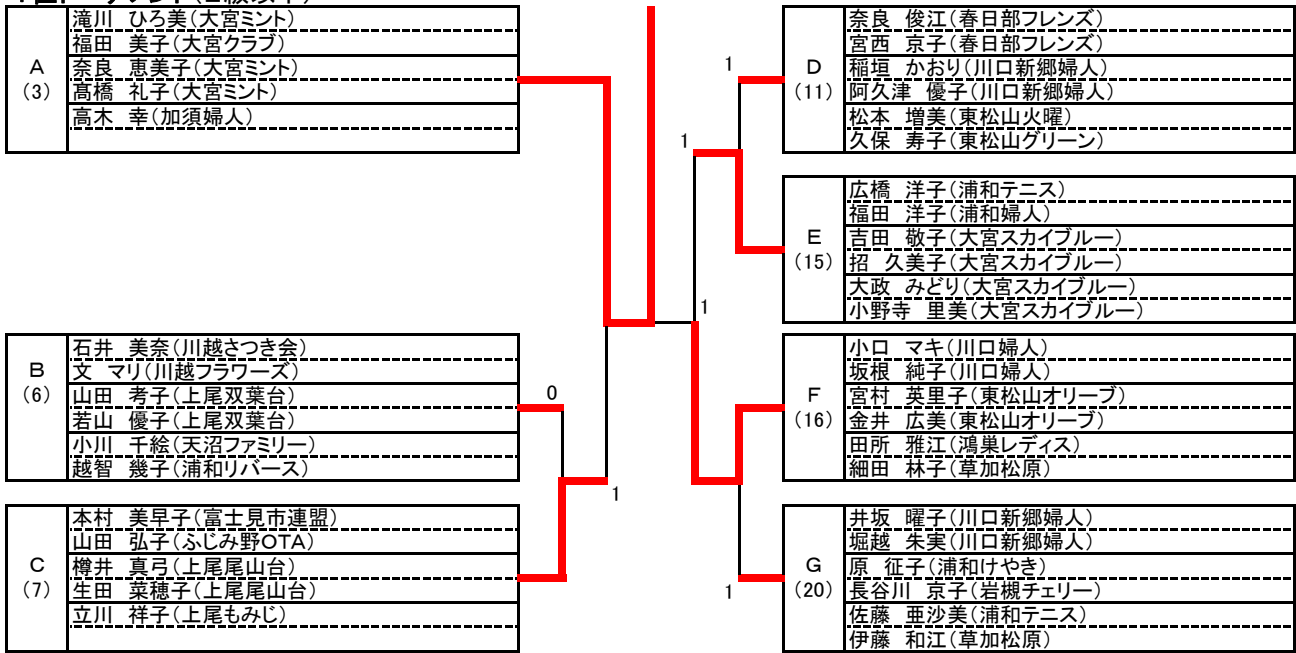 A
(3)
滝川 ひろ美(大宮ミント)
福田 美子(大宮クラブ)
奈良 恵美子(大宮ミント)
髙橋 礼子(大宮ミント)
高木 幸(加須婦人)
B
(6)
石井 美奈(川越さつき会)
文 マリ(川越フラワーズ)
山田 考子(上尾双葉台)
若山 優子(上尾双葉台)
小川 千絵(天沼ファミリー)
越智 幾子(浦和リバース)
0
C
(7)
本村 美早子(富士見市連盟)
山田 弘子(ふじみ野OTA)
樽井 真弓(上尾尾山台)
生田 菜穂子(上尾尾山台)
立川 祥子(上尾もみじ)
1
1
1
1
D
(11)
奈良 俊江(春日部フレンズ)
宮西 京子(春日部フレンズ)
稲垣 かおり(川口新郷婦人)
阿久津 優子(川口新郷婦人)
松本 増美(東松山火曜)
久保 寿子(東松山グリーン)
E
(15)
広橋 洋子(浦和テニス)
福田 洋子(浦和婦人)
吉田 敬子(大宮スカイブルー)
招 久美子(大宮スカイブルー)
大政 みどり(大宮スカイブルー)
小野寺 里美(大宮スカイブルー)
F
(16)
小口 マキ(川口婦人)
坂根 純子(川口婦人)
宮村 英里子(東松山オリーブ)
金井 広美(東松山オリーブ)
田所 雅江(鴻巣レディス)
細田 林子(草加松原)
1
G
(20)
井坂 曜子(川口新郷婦人)
堀越 朱実(川口新郷婦人)
原 征子(浦和けやき)
長谷川 京子(岩槻チェリー)
佐藤 亜沙美(浦和テニス)
伊藤 和江(草加松原)